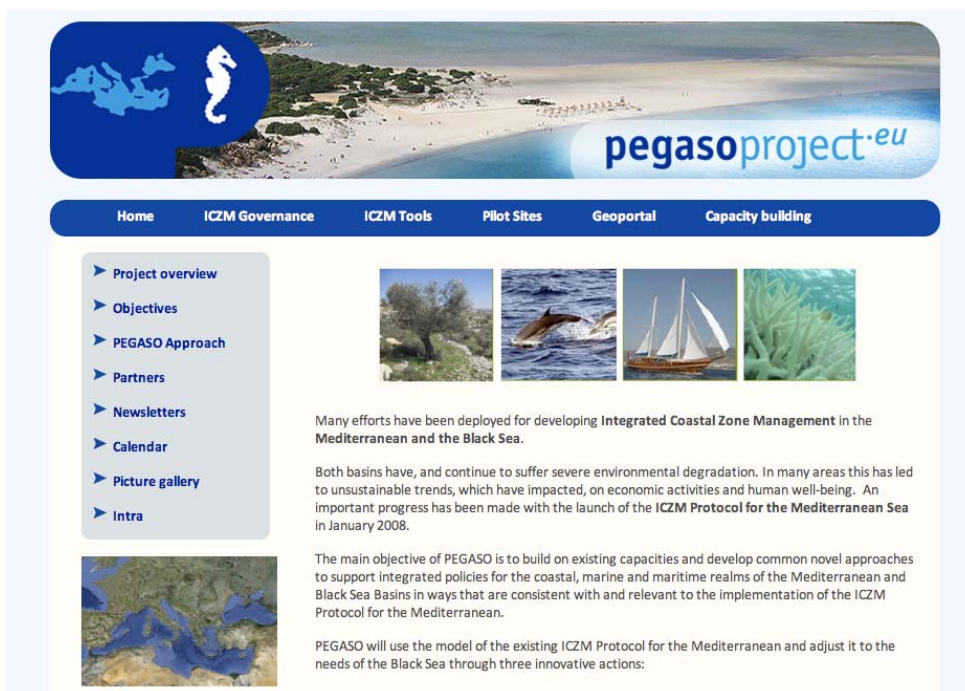 pegasoproject.eu
Home ICZM Governance ICZM Tools Pilot Sites Geoportal Capacity building
Project overview
Objectives
PEGASO Approach
Partners
Newsletters
Calendar
Picture gallery
Intra
Many efforts have been deployed for developing Integrated Coastal Zone Management in the
Mediterranean and the Black Sea.
Both basins have, and continue to suffer severe environmental degradation. In many areas this has led
to unsustainable trends, which have impacted, on economic activities and human well-being. An
important progress has been made with the launch of the ICZM Protocol for the Mediterranean Sea
in January 2008.
The main objective of PEGASO is to build on existing capacities and develop common novel approaches
to support integrated policies for the coastal, marine and maritime realms of the Mediterranean and
Black Sea Basins in ways that are consistent with and relevant to the implementation of the ICZM
Protocol for the Mediterranean.
PEGASO will use the model of the existing ICZM Protocol for the Mediterranean and adjust it to the
needs of the Black Sea through three innovative actions: